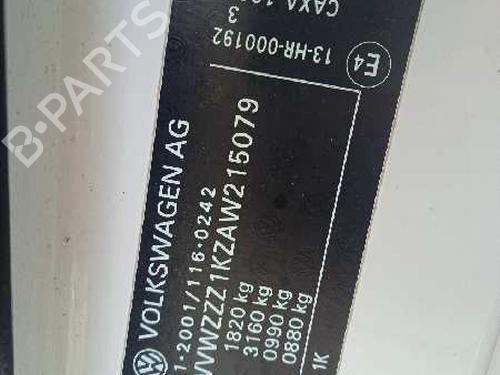 B-PARTS
VOLKSWAGEN AG
1*2001/116*0242
WVWZZZ1KZAW215079
1820 kg
3160 kg
0990 kg
0880 kg
1K
E4
13-HR-000192
3
CAXA